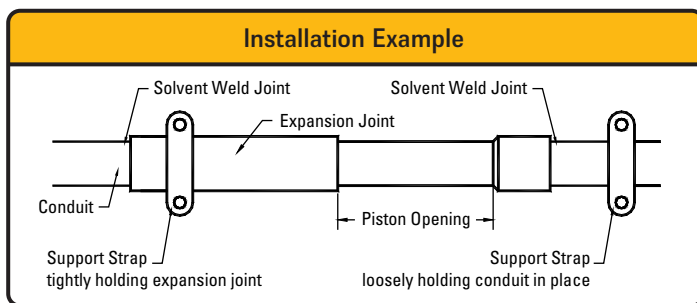 Installation Example
Solvent Weld Joint
Solvent Weld Joint
Expansion Joint
Conduit
Piston Opening
Support Strap
tightly holding expansion joint
Support Strap
loosely holding conduit in place